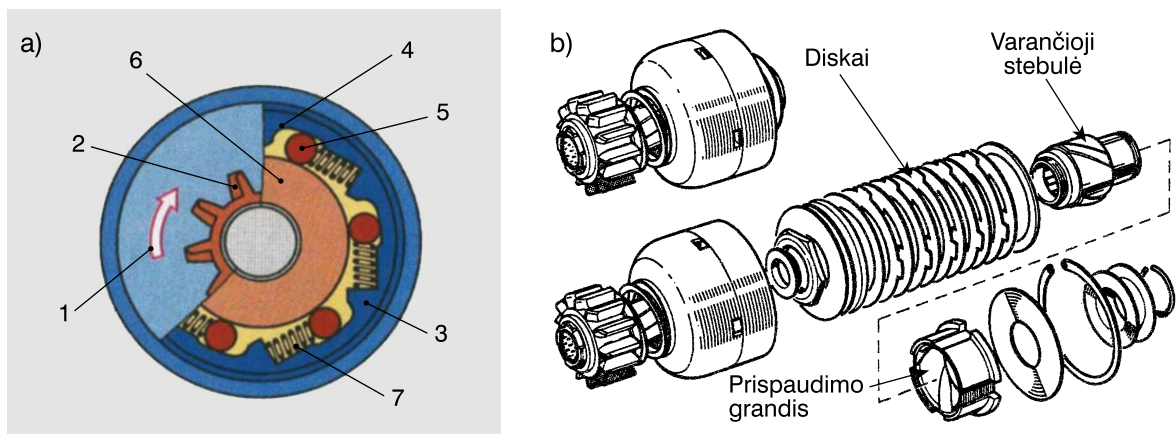 a)
6
4
5
2
1
3
7
b)
Diskai
Varančioji
stebulė
Prispaudimo
grandis